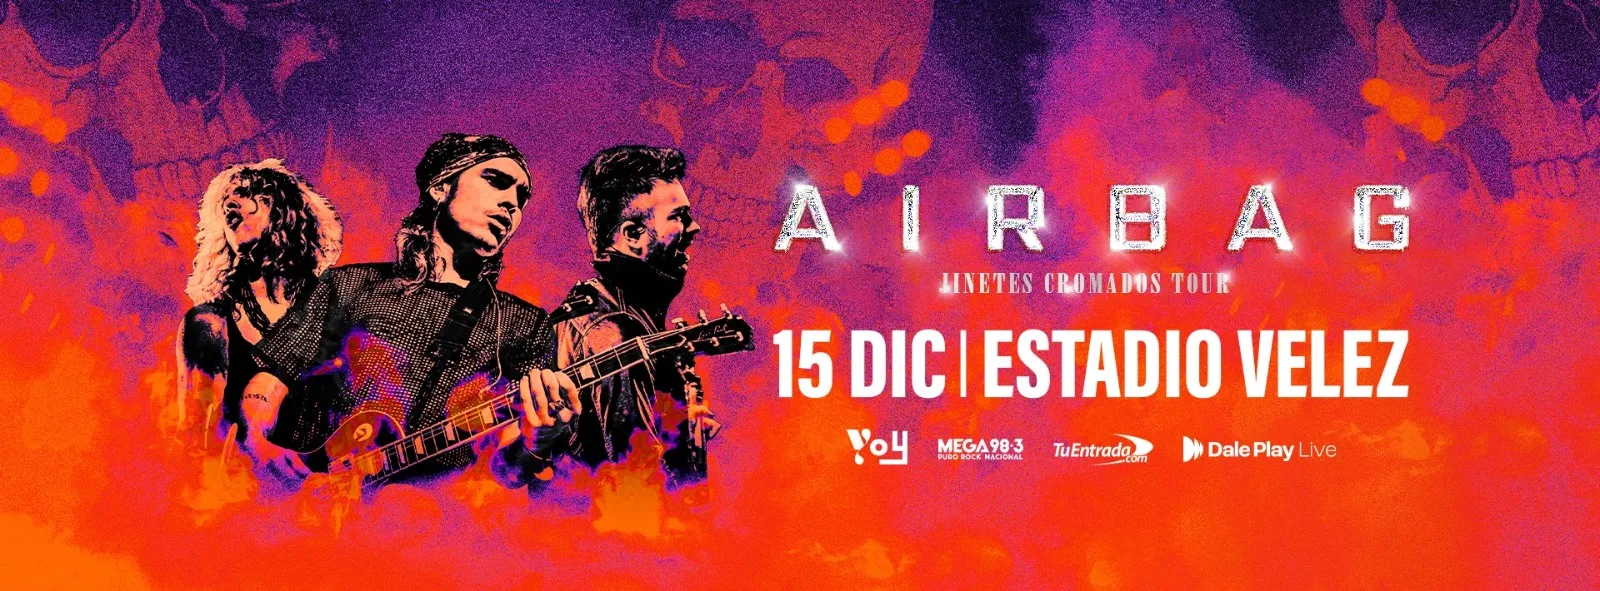 AIRBAG
JINETES CROMADOS TOUR
15 DIC | ESTADIO VELEZ
Voy
MEGA 98·3
PURO ROCK NACIONAL
TuEntrada
.com
Dale Play Live